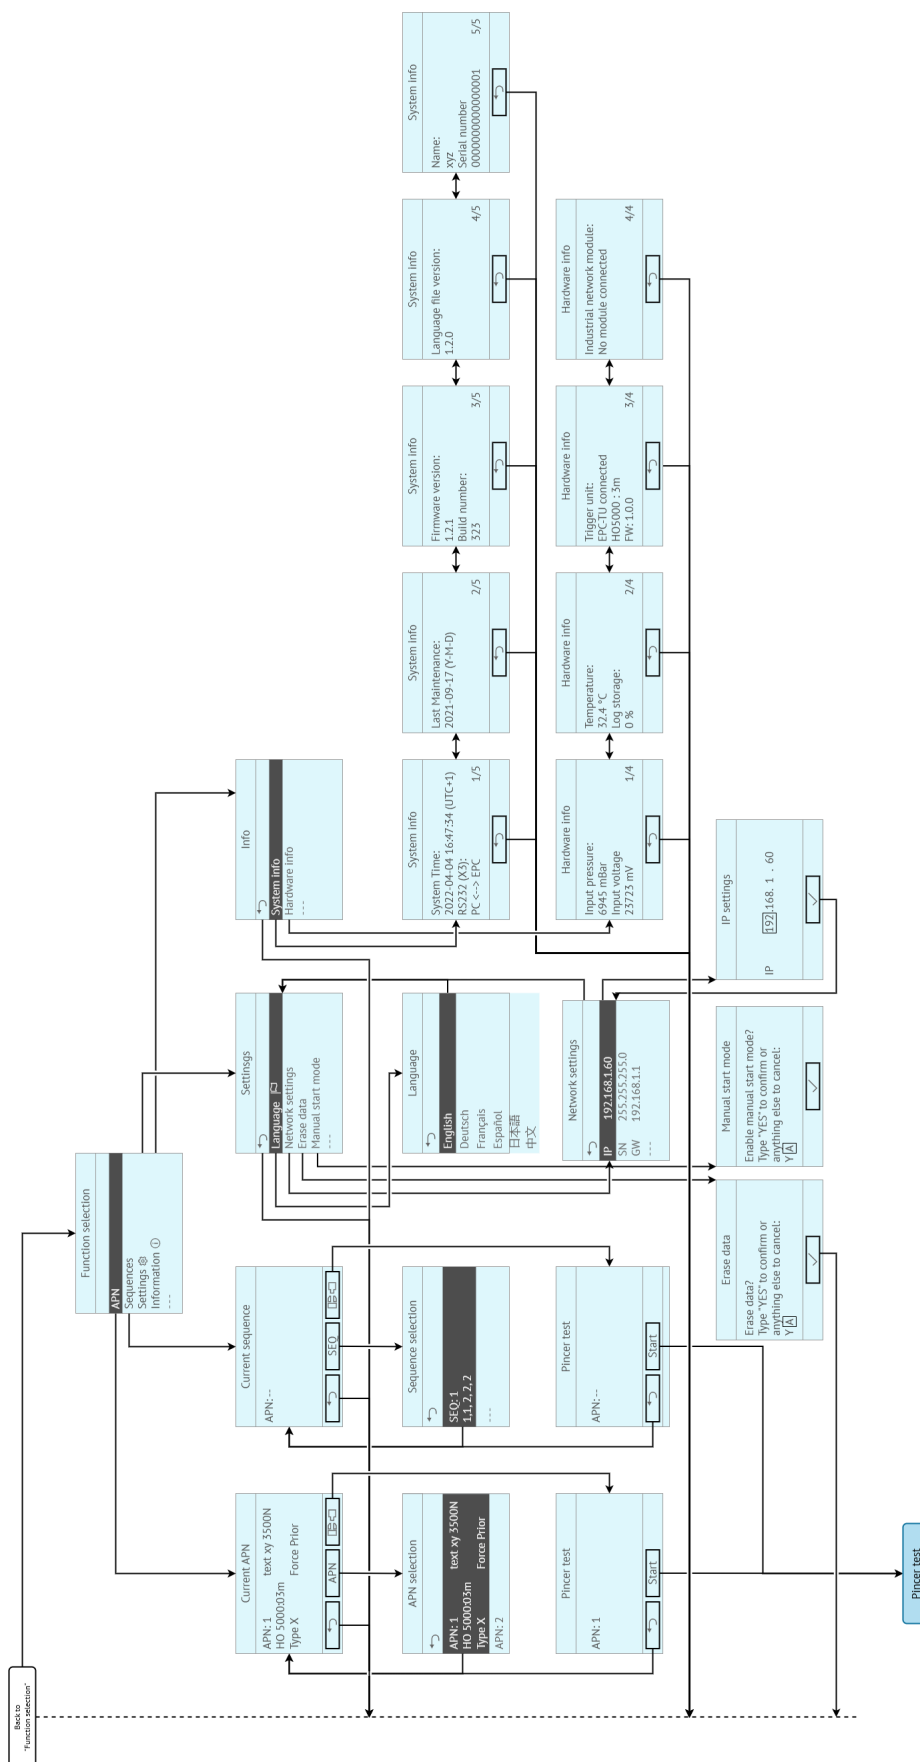 Back to
"Function selection"
Function selection
APN
Sequences
Settings
Information
---
Current APN
APN: 1 text xy 3500N
HO 5000:03m
Type X Force Prior
APN
Current sequence
APN:--
SEQ
Settinsgs
Language
Network settings
Erase data
Manual start mode
---
Info
System info
Hardware info
---
APN selection
APN: 1 text xy 3500N
HO 5000:03m
Type X Force Prior
APN: 2
Sequence selection
SEQ: 1
1,1, 2, 2, 2
---
Language
English
Deutsch
Français
Español
日本語
中文
System info
System Time:
2022-04-04 16:47:34 (UTC+1)
RS232 (X3):
PC <--> EPC
1/5
System info
Last Maintenance:
2021-09-17 (Y-M-D)
2/5
System info
Firmware version:
1.2.1
Build number:
323
3/5
System info
Language file version:
1.2.0
4/5
System info
Name:
xyz
Serial number
0000000000000000001
5/5
Pincer test
APN: 1
Start
Pincer test
APN:--
Start
Network settings
IP 192.168.1.60
SN 255.255.255.0
GW 192.168.1.1
---
Hardware info
Input pressure:
6945 mBar
Input voltage
23723 mV
1/4
Hardware info
Temperature:
32.4 °C
Log storage:
0 %
2/4
Hardware info
Trigger unit:
EPC-TU connected
HO5000 : 3m
FW: 1.0.0
3/4
Hardware info
Industrial network module:
No module connected
4/4
Erase data
Erase data?
Type "YES" to confirm or
anything else to cancel:
Y A
Manual start mode
Enable manual start mode?
Type "YES" to confirm or
anything else to cancel:
Y A
IP settings
IP 192.168. 1 . 60
Pincer test